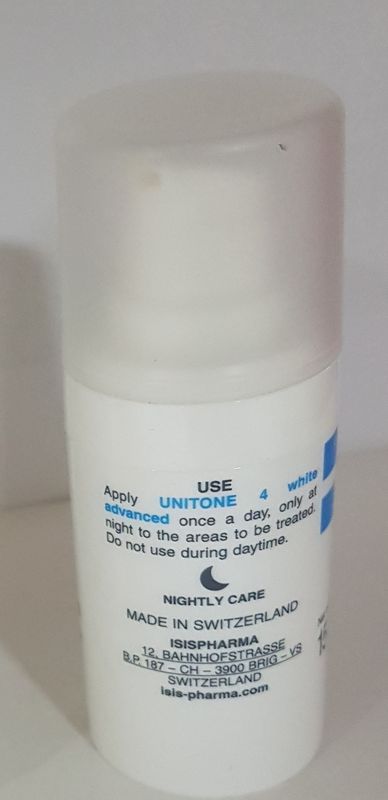 USE
Apply UNITONE 4 white
advanced once a day, only at
night to the areas to be treated.
Do not use during daytime.
NIGHTLY CARE
MADE IN SWITZERLAND
ISISPHARMA
12, BAHNHOFSTRASSE
B.P. 187 – CH – 3900 BRIG – VS
SWITZERLAND
isis-pharma.com